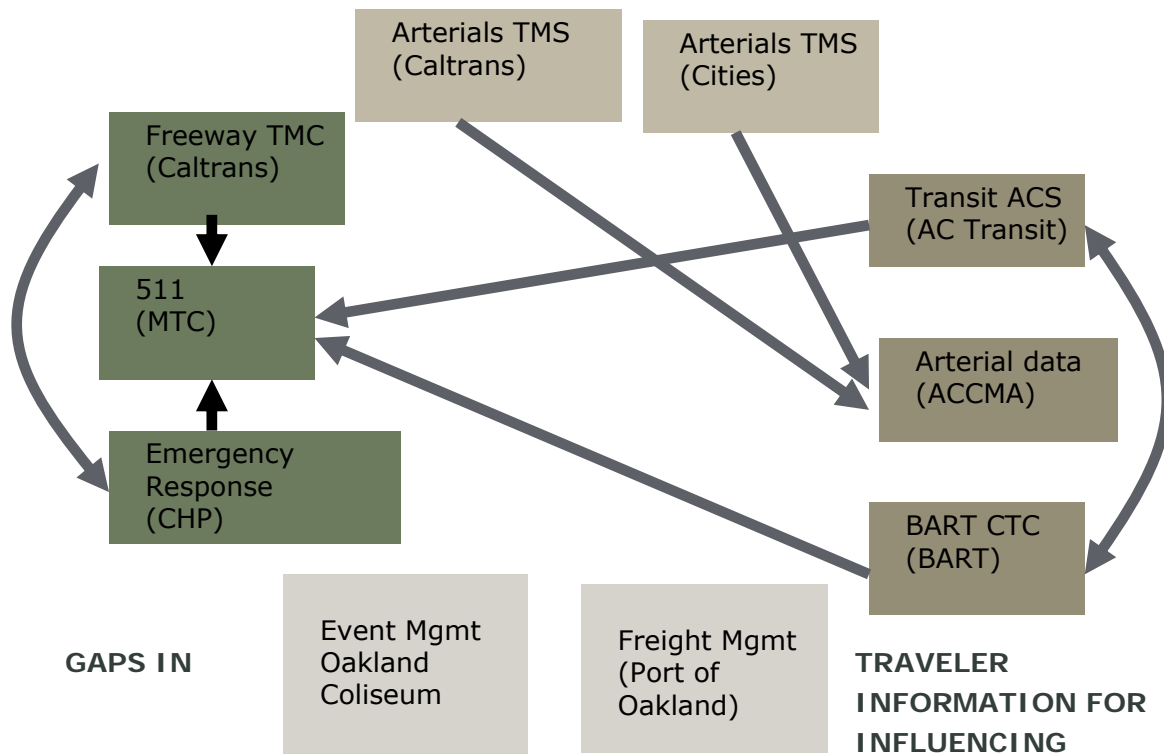 Arterials TMS
(Caltrans)
Arterials TMS
(Cities)
Freeway TMC
(Caltrans)
Transit ACS
(AC Transit)
511
(MTC)
Arterial data
(ACCMA)
Emergency
Response
(CHP)
BART CTC
(BART)
Event Mgmt
Oakland
Coliseum
Freight Mgmt
(Port of
Oakland)
GAPS IN
TRAVELER
INFORMATION FOR
INFLUENCING